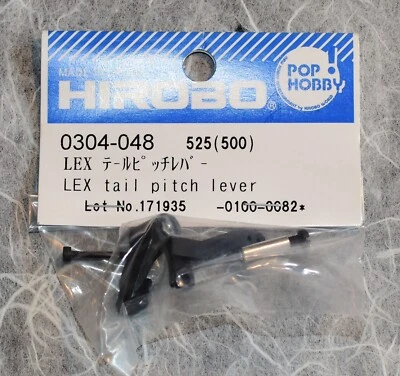 MADE
HIROBO®
POP
HOBBY!
0304-048 525(500)
LEX テールピッチレバー
LEX tail pitch lever
Lot No.171935 -0100-0082*